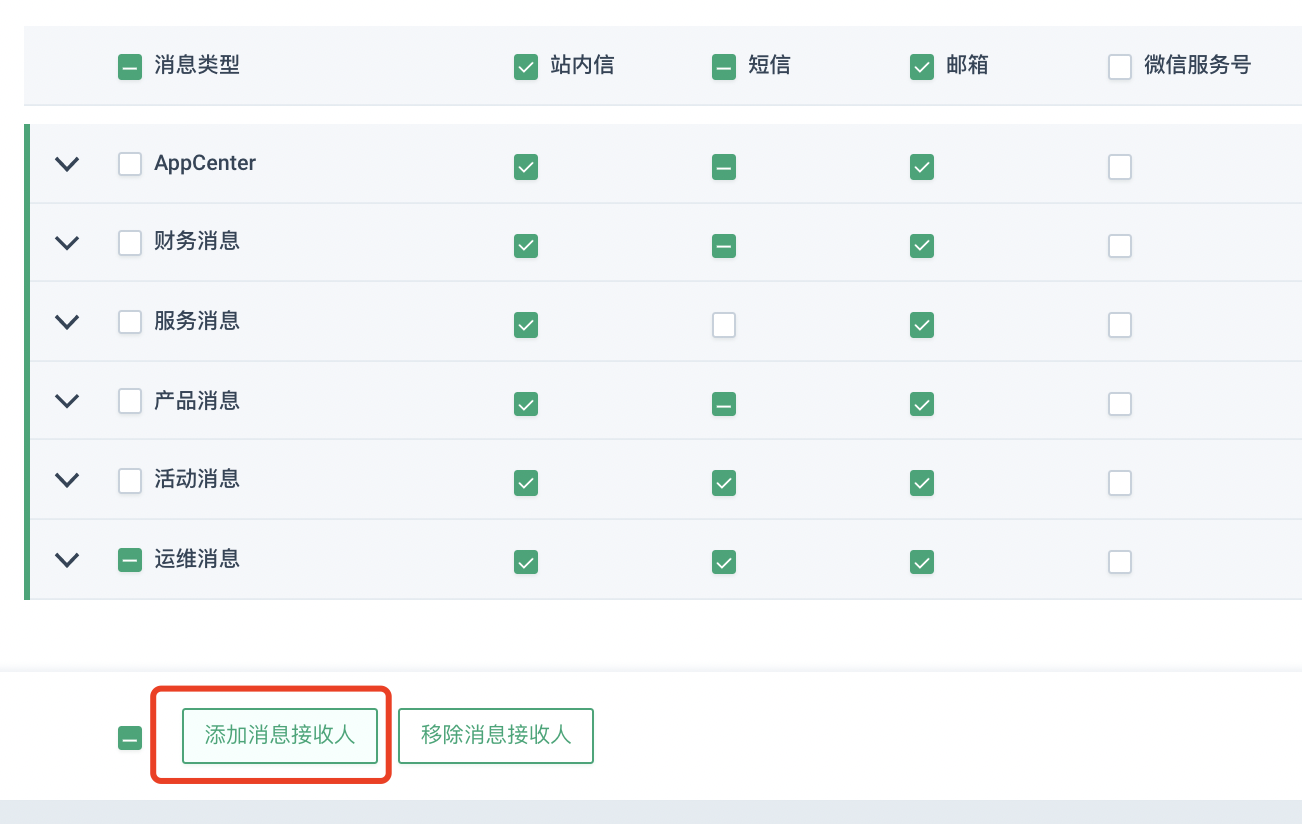 消息类型 站内信 短信 邮箱 微信服务号
AppCenter
财务消息
服务消息
产品消息
活动消息
运维消息
添加消息接收人 移除消息接收人